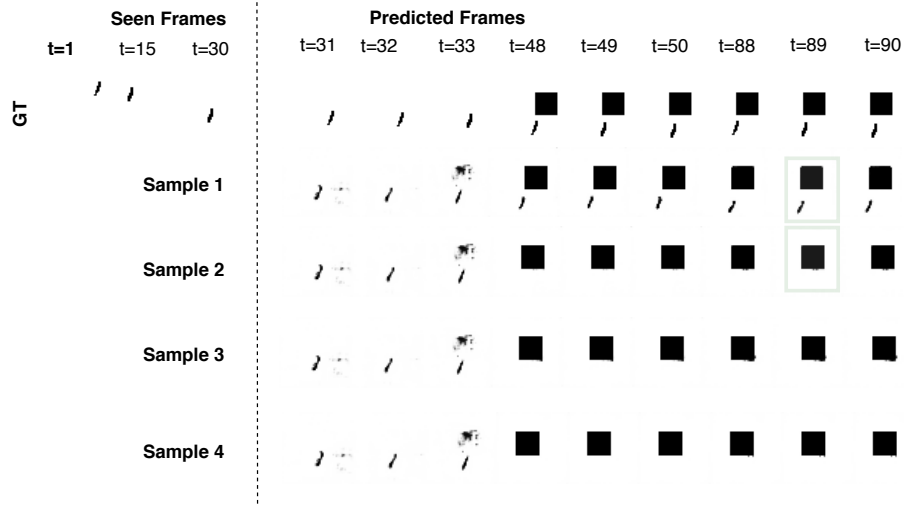 Seen Frames Predicted Frames
t=1 t=15 t=30 t=31 t=32 t=33 t=48 t=49 t=50 t=88 t=89 t=90
GT
Sample 1
Sample 2
Sample 3
Sample 4